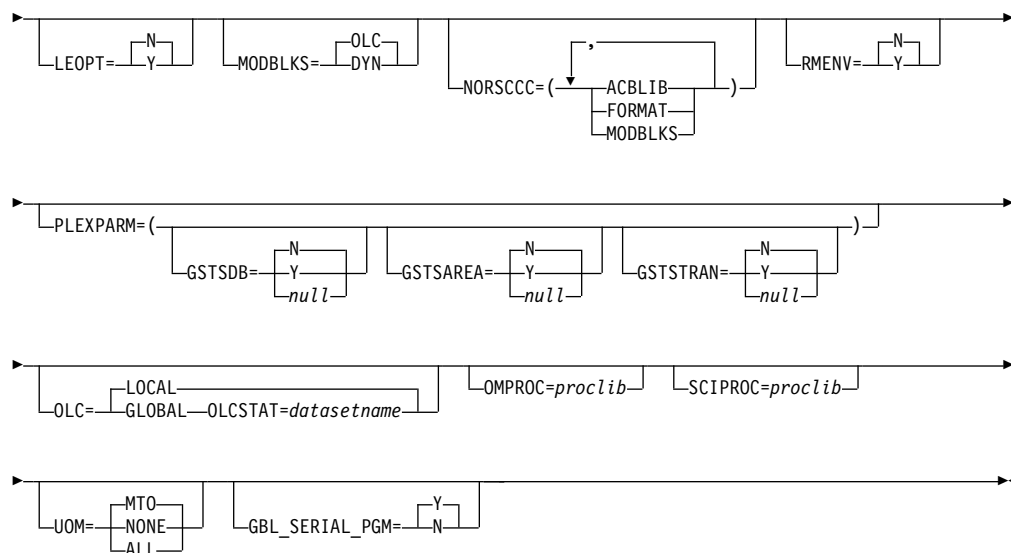 N OLC , N
LEOPT= Y MODBLKS= DYN NORSCCC=( ACBLIB ) RMENV= Y
FORMAT
MODBLKS
PLEXPARM=( )
N N N
GSTSDB= Y GSTSAREA= Y GSTSTRAN= Y
null null null
LOCAL OMPROC=proclib SCIPROC=proclib
OLC= GLOBAL OLCSTAT=datasetname
MTO Y
UOM= NONE GBL_SERIAL_PGM= N
ALL